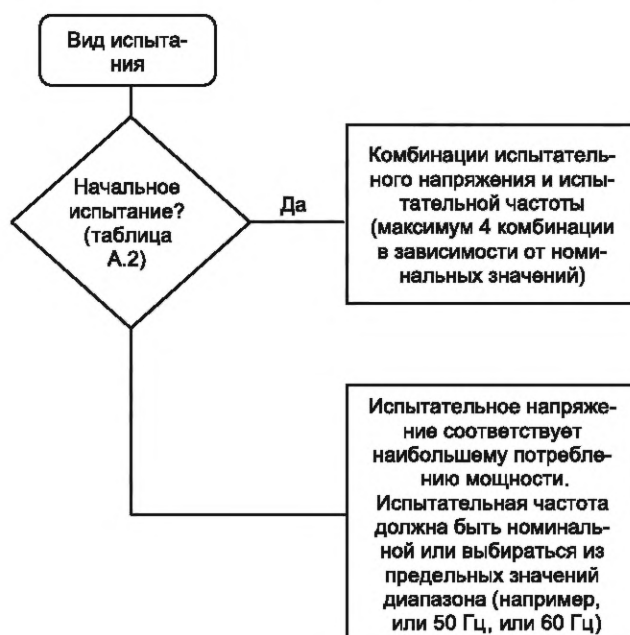 Вид испыта-
ния
Начальное
испытание?
(таблица
А.2)
Да
Комбинации испытатель-
ного напряжения и испы-
тательной частоты
(максимум 4 комбинации
в зависимости от номи-
нальных значений)
Испытательное напряже-
ние соответствует
наибольшему потребле-
нию мощности.
Испытательная частота
должна быть номиналь-
ной или выбираться из
предельных значений
диапазона (например,
или 50 Гц, или 60 Гц)